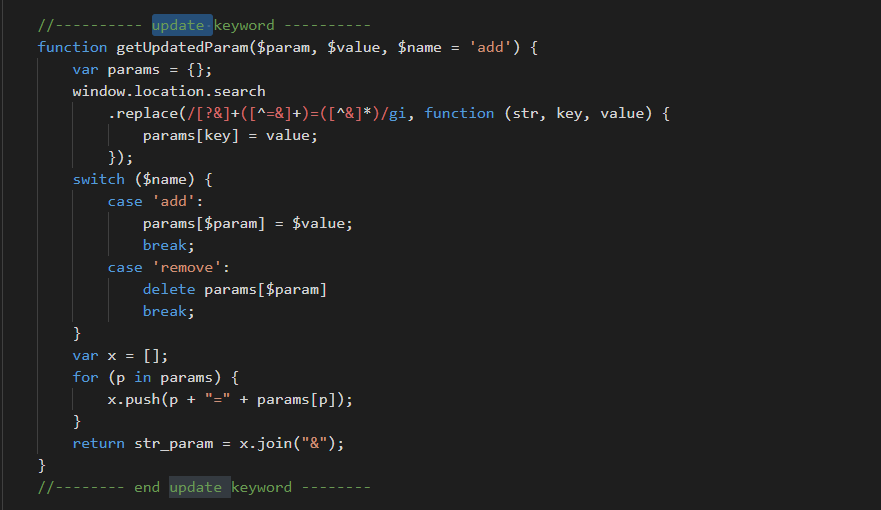 //---------- update keyword ----------
function getUpdatedParam($param, $value, $name = 'add') {
    var params = {};
    window.location.search
        .replace(/[?&]+([^=&]+)=([^&]*)/gi, function (str, key, value) {
            params[key] = value;
        });
    switch ($name) {
        case 'add':
            params[$param] = $value;
            break;
        case 'remove':
            delete params[$param]
            break;
    }
    var x = [];
    for (p in params) {
        x.push(p + "=" + params[p]);
    }
    return str_param = x.join("&");
}
//-------- end update keyword --------